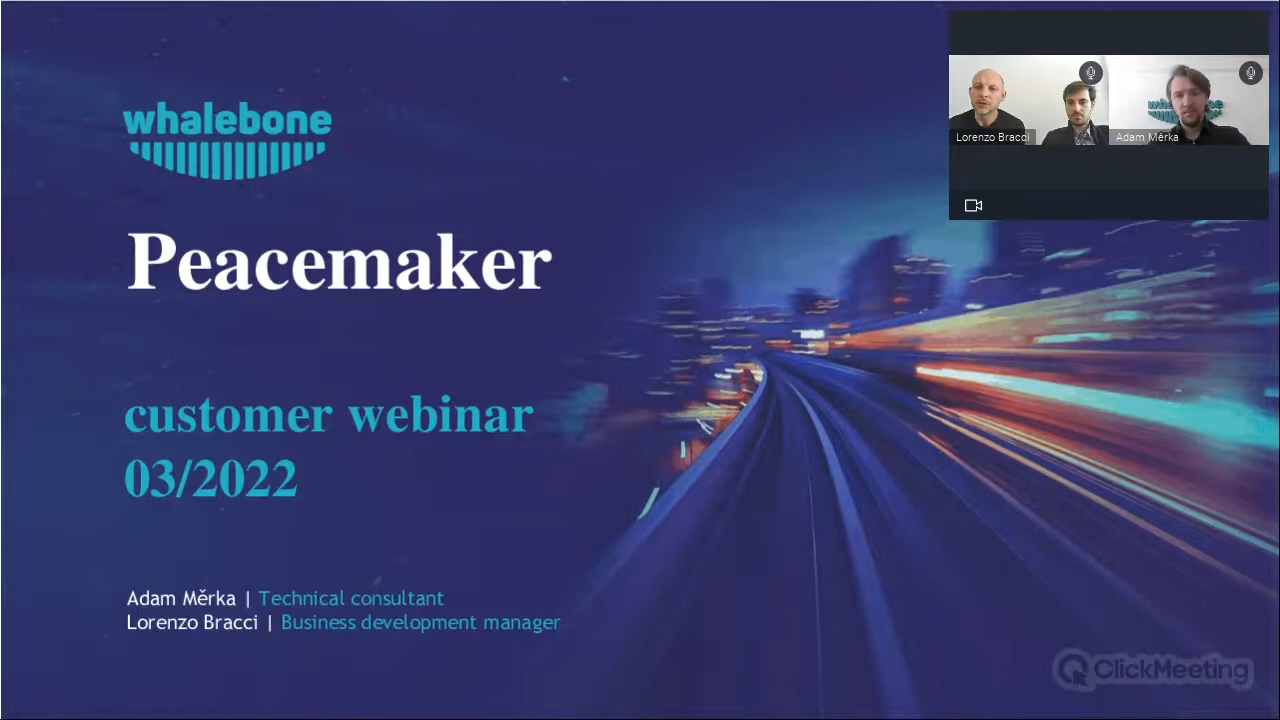 whalebone
Peacemaker
customer webinar
03/2022
Adam Měrka | Technical consultant
Lorenzo Bracci | Business development manager
Lorenzo Bracci
Adam Měrka
whalebone
ClickMeeting